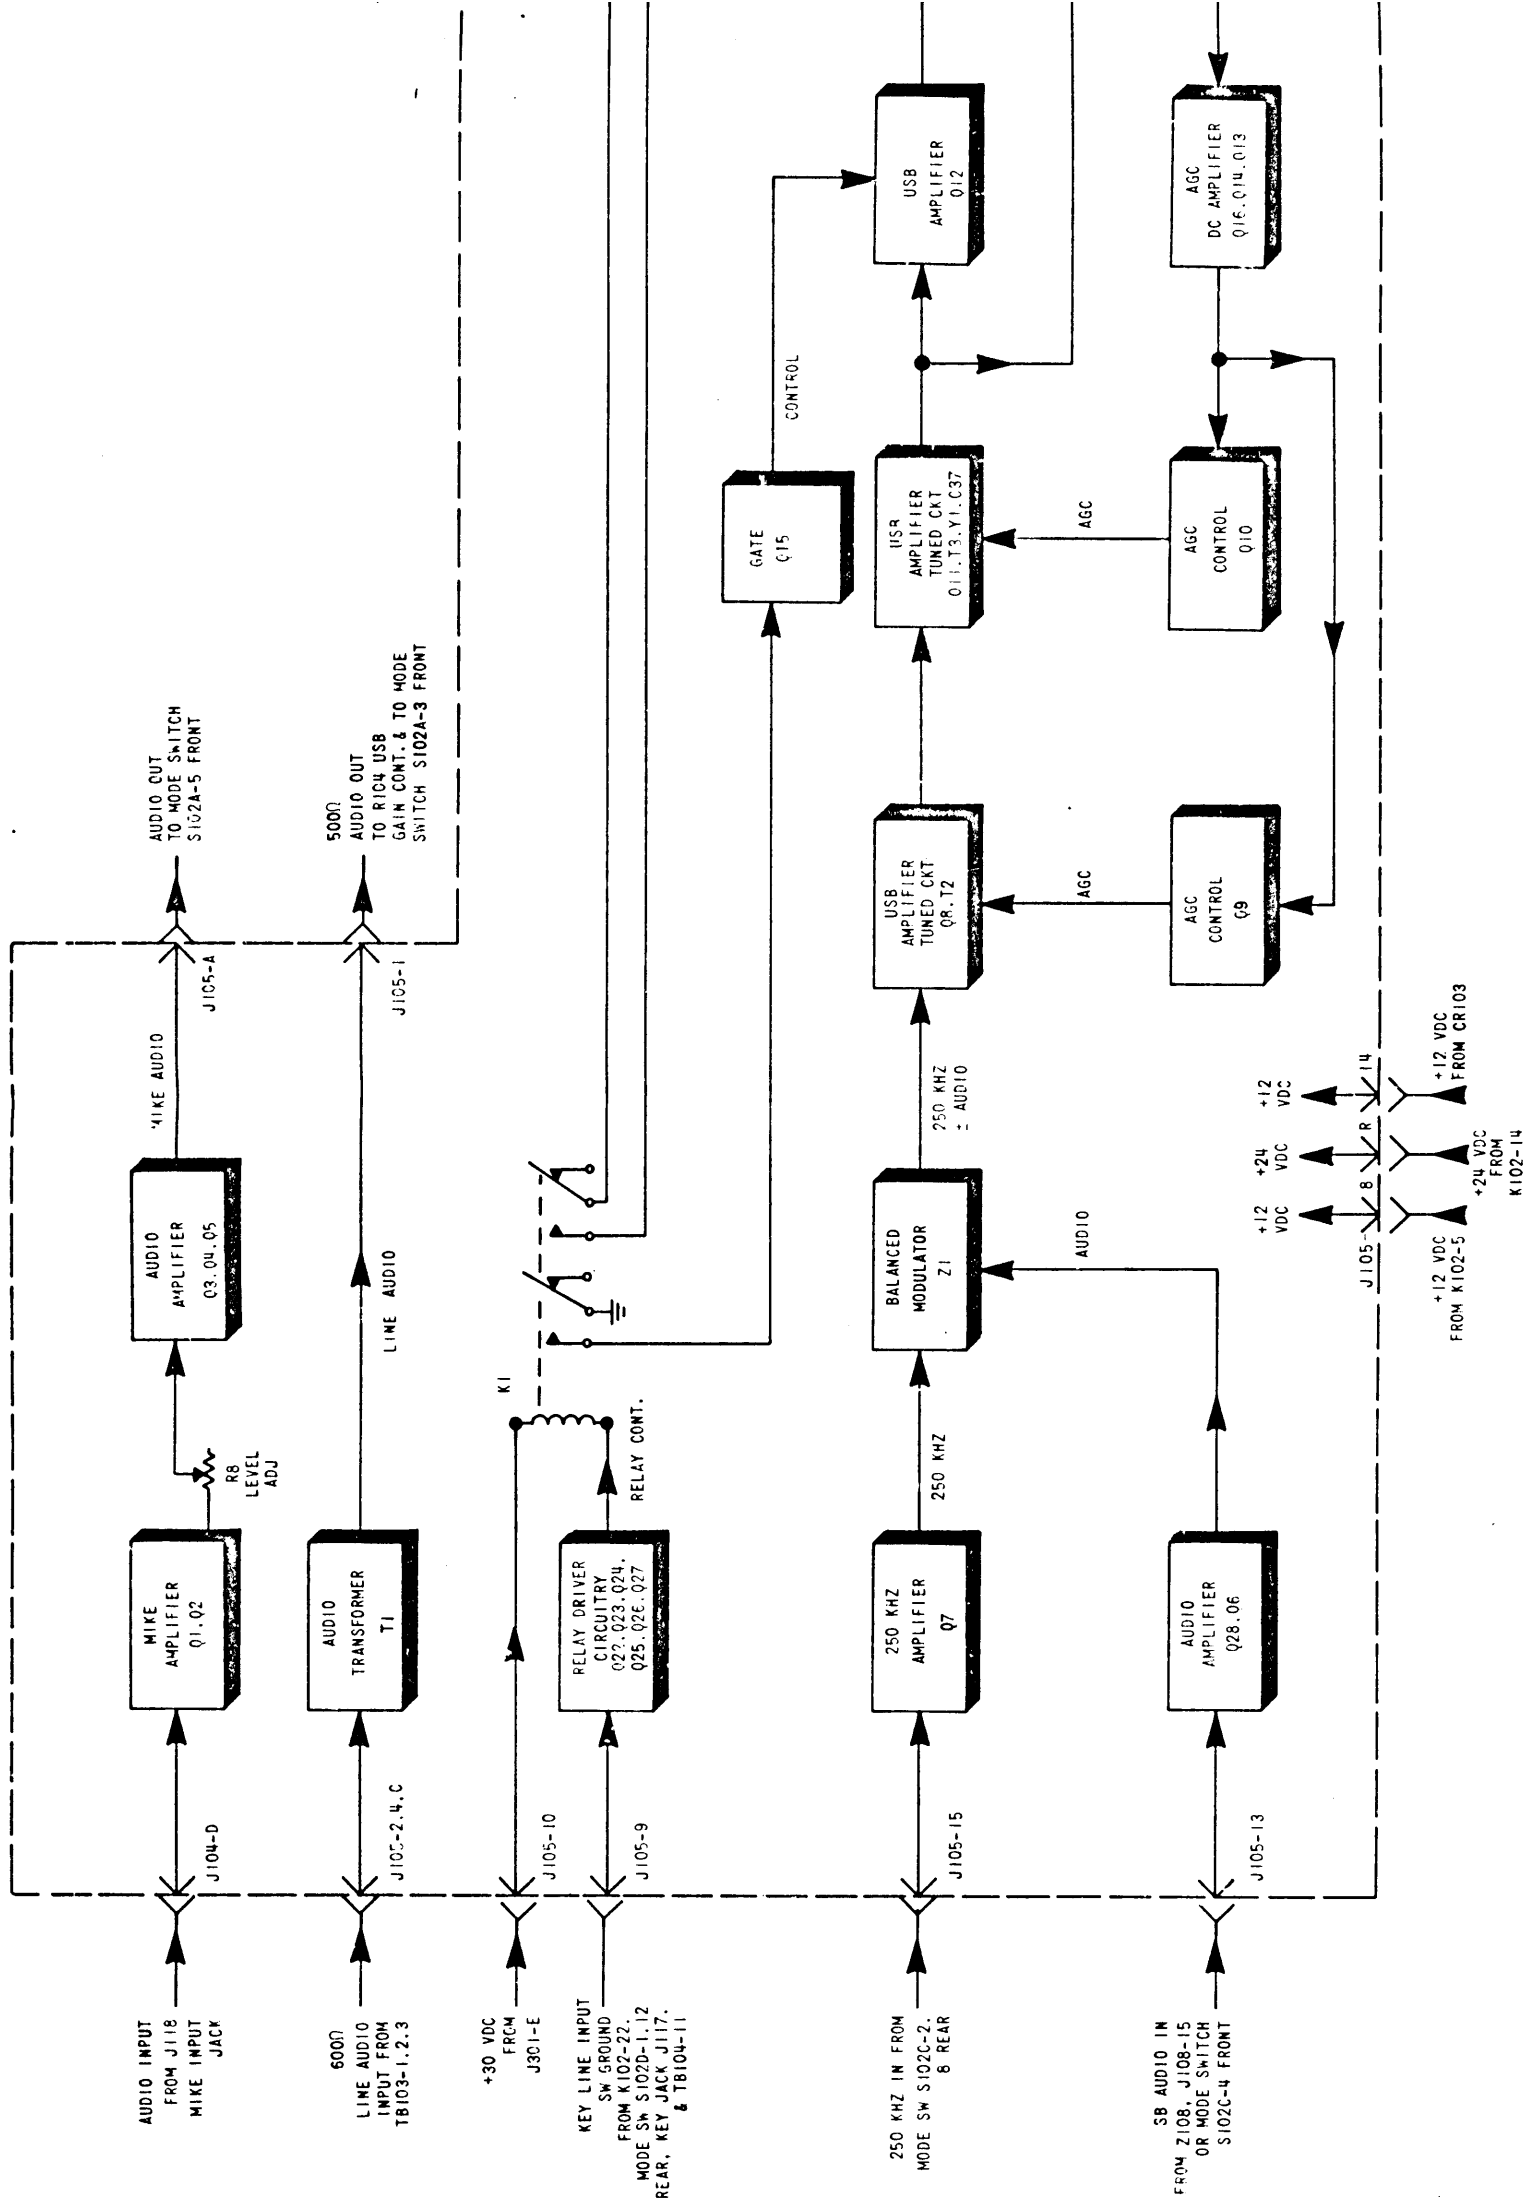 AUDIO INPUT
FROM J118
MIKE INPUT
JACK
J104-D
MIKE
AMPLIFIER
Q1,Q2
R8
LEVEL
ADJ
AUDIO
AMPLIFIER
Q3,Q4,Q5
MIKE AUDIO
J105-A
AUDIO OUT
TO MODE SWITCH
S102A-5 FRONT
600Ω
LINE AUDIO
INPUT FROM
TB103-1,2,3
J105-2,4,C
AUDIO
TRANSFORMER
T1
LINE AUDIO
J105-1
500Ω
AUDIO OUT
TO R104 USB
GAIN CONT. & TO MODE
SWITCH S102A-3 FRONT
+30 VDC
FROM
J301-E
J105-10
K1
KEY LINE INPUT
SW GROUND
FROM K102-22,
MODE SW S102D-1,12
REAR, KEY JACK J117,
& TB104-11
J105-9
RELAY DRIVER
CIRCUITRY
Q22,Q23,Q24,
Q25,Q26,Q27
RELAY CONT.
GATE
Q15
CONTROL
250 KHZ IN FROM
MODE SW S102C-2,
8 REAR
J105-15
250 KHZ
AMPLIFIER
Q7
250 KHZ
BALANCED
MODULATOR
Z1
250 KHZ
± AUDIO
USB
AMPLIFIER
TUNED CKT
Q8,T2
USB
AMPLIFIER
TUNED CKT
Q11,T3,Y1,C37
USB
AMPLIFIER
Q12
SB AUDIO IN
FROM Z108, J108-15
OR MODE SWITCH
S102C-4 FRONT
J105-13
AUDIO
AMPLIFIER
Q28,Q6
AUDIO
AGC
AGC
CONTROL
Q9
AGC
AGC
CONTROL
Q10
AGC
DC AMPLIFIER
Q16,Q14,Q13
+12
VDC
+24
VDC
+12
VDC
J105- 8 R 14
+12 VDC
FROM K102-5
+24 VDC
FROM
K102-14
+12 VDC
FROM CR103